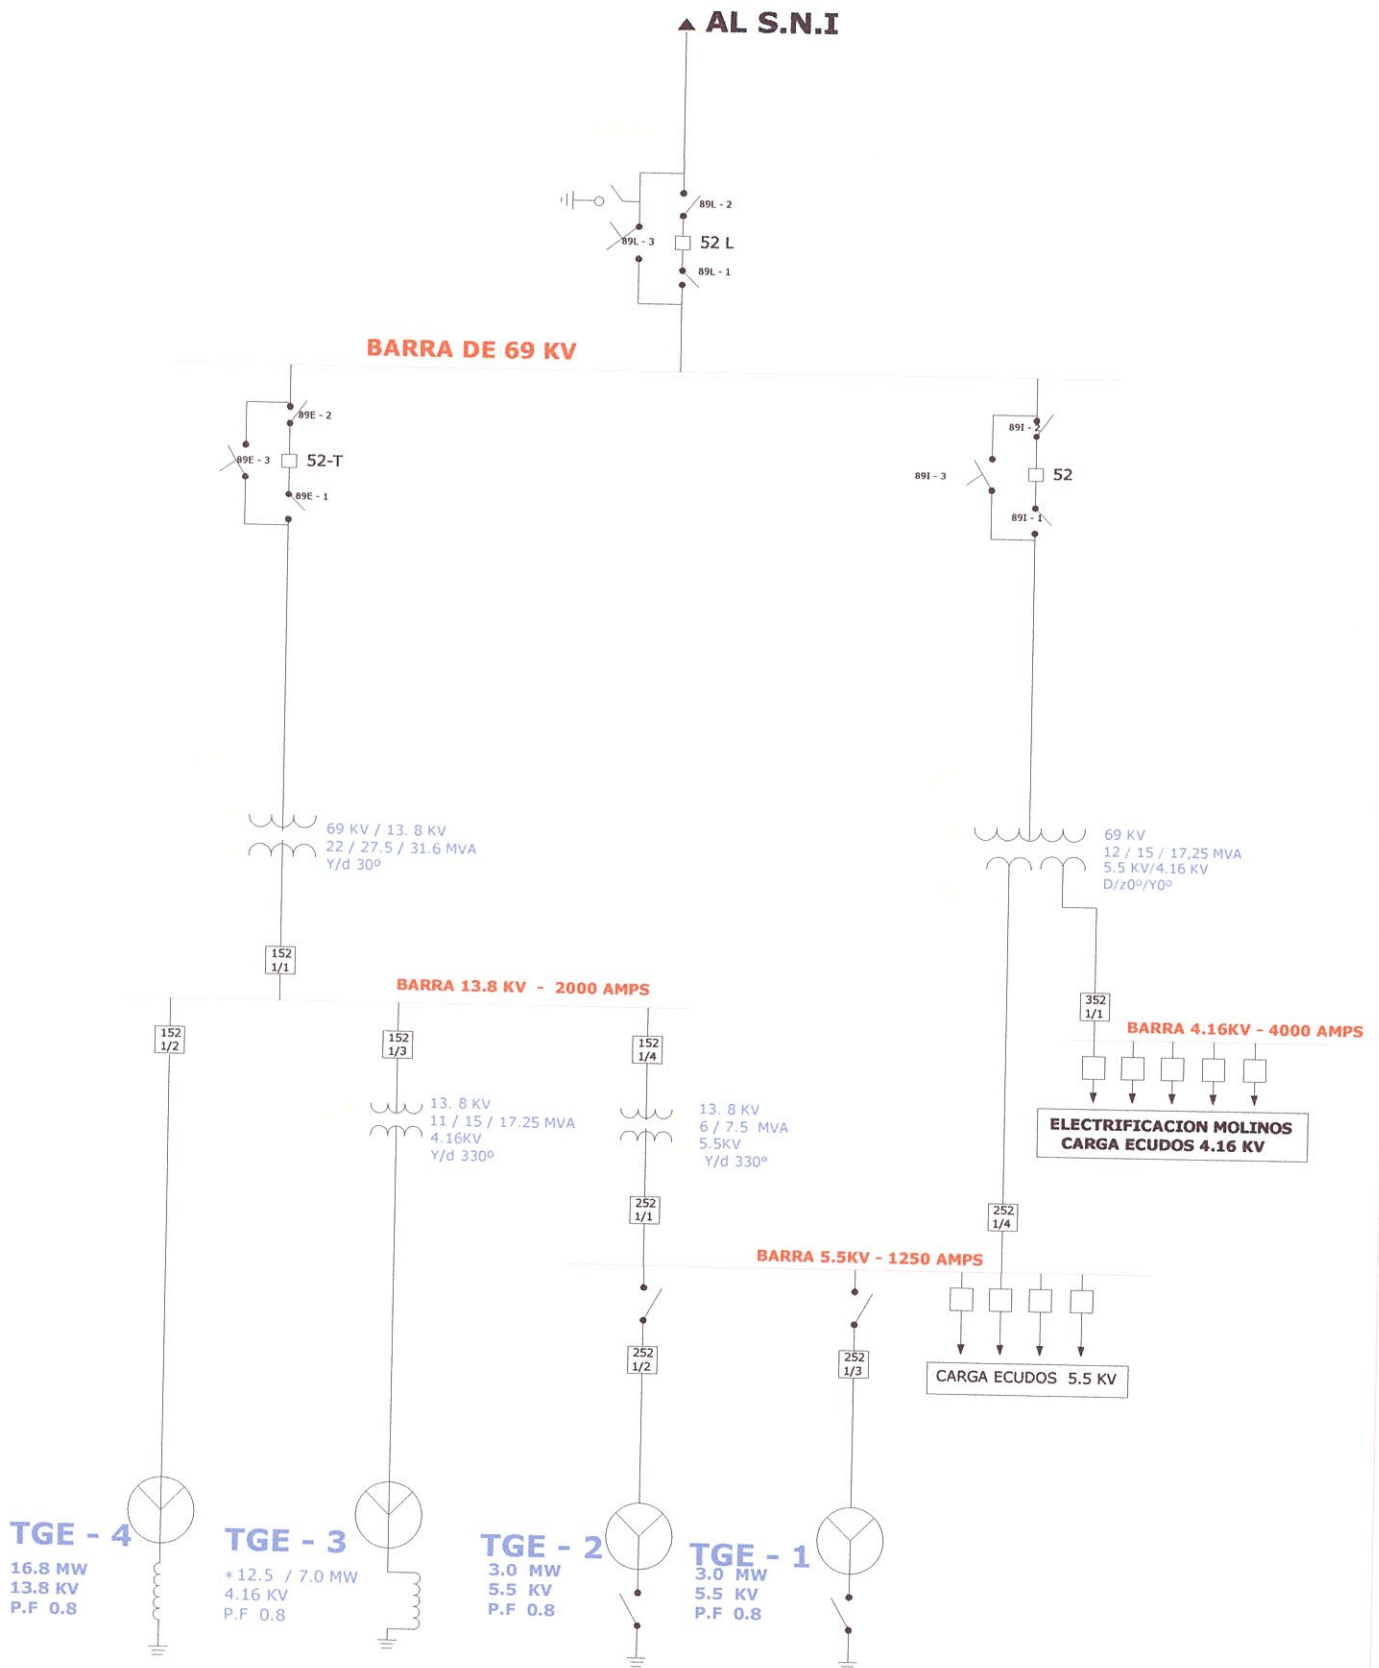 AL S.N.I
89L - 2
89L - 3
52 L
89L - 1
BARRA DE 69 KV
89E - 2
89E - 3
52-T
89E - 1
89I - 2
89I - 3
52
89I - 1
69 KV / 13. 8 KV
22 / 27.5 / 31.6 MVA
Y/d 30º
69 KV
12 / 15 / 17,25 MVA
5.5 KV/4.16 KV
D/z0º/Y0º
152
1/1
BARRA 13.8 KV - 2000 AMPS
352
1/1
BARRA 4.16KV - 4000 AMPS
152
1/2
152
1/3
152
1/4
13. 8 KV
11 / 15 / 17.25 MVA
4.16KV
Y/d 330º
13. 8 KV
6 / 7.5 MVA
5.5KV
Y/d 330º
ELECTRIFICACION MOLINOS
CARGA ECUDOS 4.16 KV
252
1/1
252
1/4
BARRA 5.5KV - 1250 AMPS
252
1/2
252
1/3
CARGA ECUDOS 5.5 KV
TGE - 4
16.8 MW
13.8 KV
P.F 0.8
TGE - 3
* 12.5 / 7.0 MW
4.16 KV
P.F 0.8
TGE - 2
3.0 MW
5.5 KV
P.F 0.8
TGE - 1
3.0 MW
5.5 KV
P.F 0.8